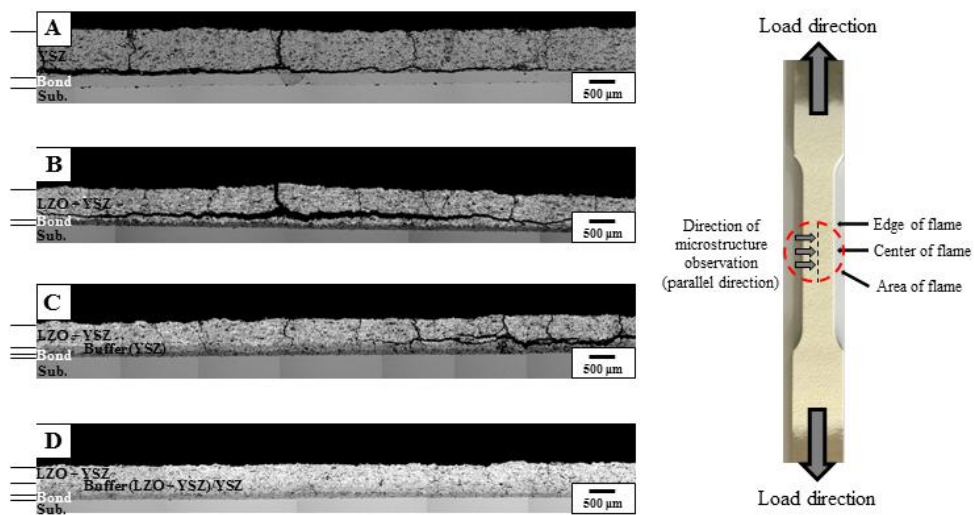 A
YSZ
Bond
Sub.
500 µm
B
LZO – YSZ
Bond
Sub.
500 µm
C
LZO – YSZ
Buffer(YSZ)
Bond
Sub.
500 µm
D
LZO – YSZ
Buffer(LZO – YSZ)/YSZ
Bond
Sub.
500 µm
Load direction
Direction of
microstructure
observation
(parallel direction)
Edge of flame
Center of flame
Area of flame
Load direction